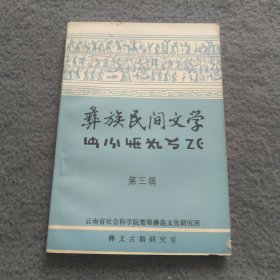 彝族民间文学
第三辑
云南省社会科学院楚雄彝族文化研究所
彝文古籍研究室